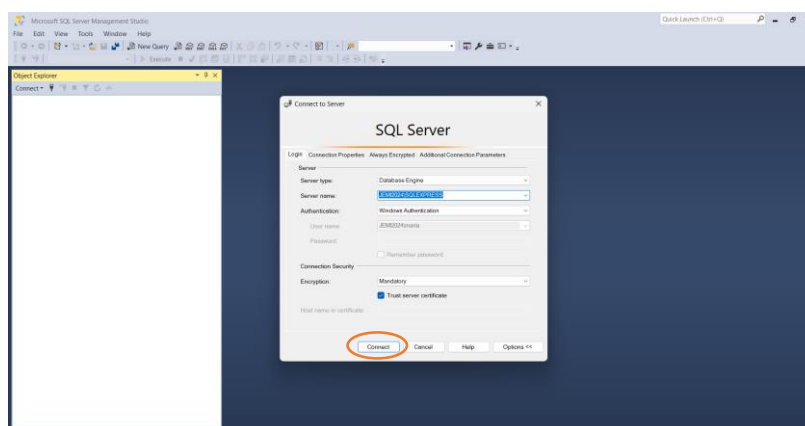 Microsoft SQL Server Management Studio
Quick Launch (Ctrl+Q)
File Edit View Tools Window Help
New Query
Execute
Object Explorer
Connect
Connect to Server
SQL Server
Login Connection Properties Always Encrypted Additional Connection Parameters
Server
Server type: Database Engine
Server name: JEMI2024\SQLEXPRESS
Authentication: Windows Authentication
User name:
Password:
Remember password
Connection Security
Encryption: Mandatory
Trust server certificate
Host name in certificate:
Connect Cancel Help Options <<